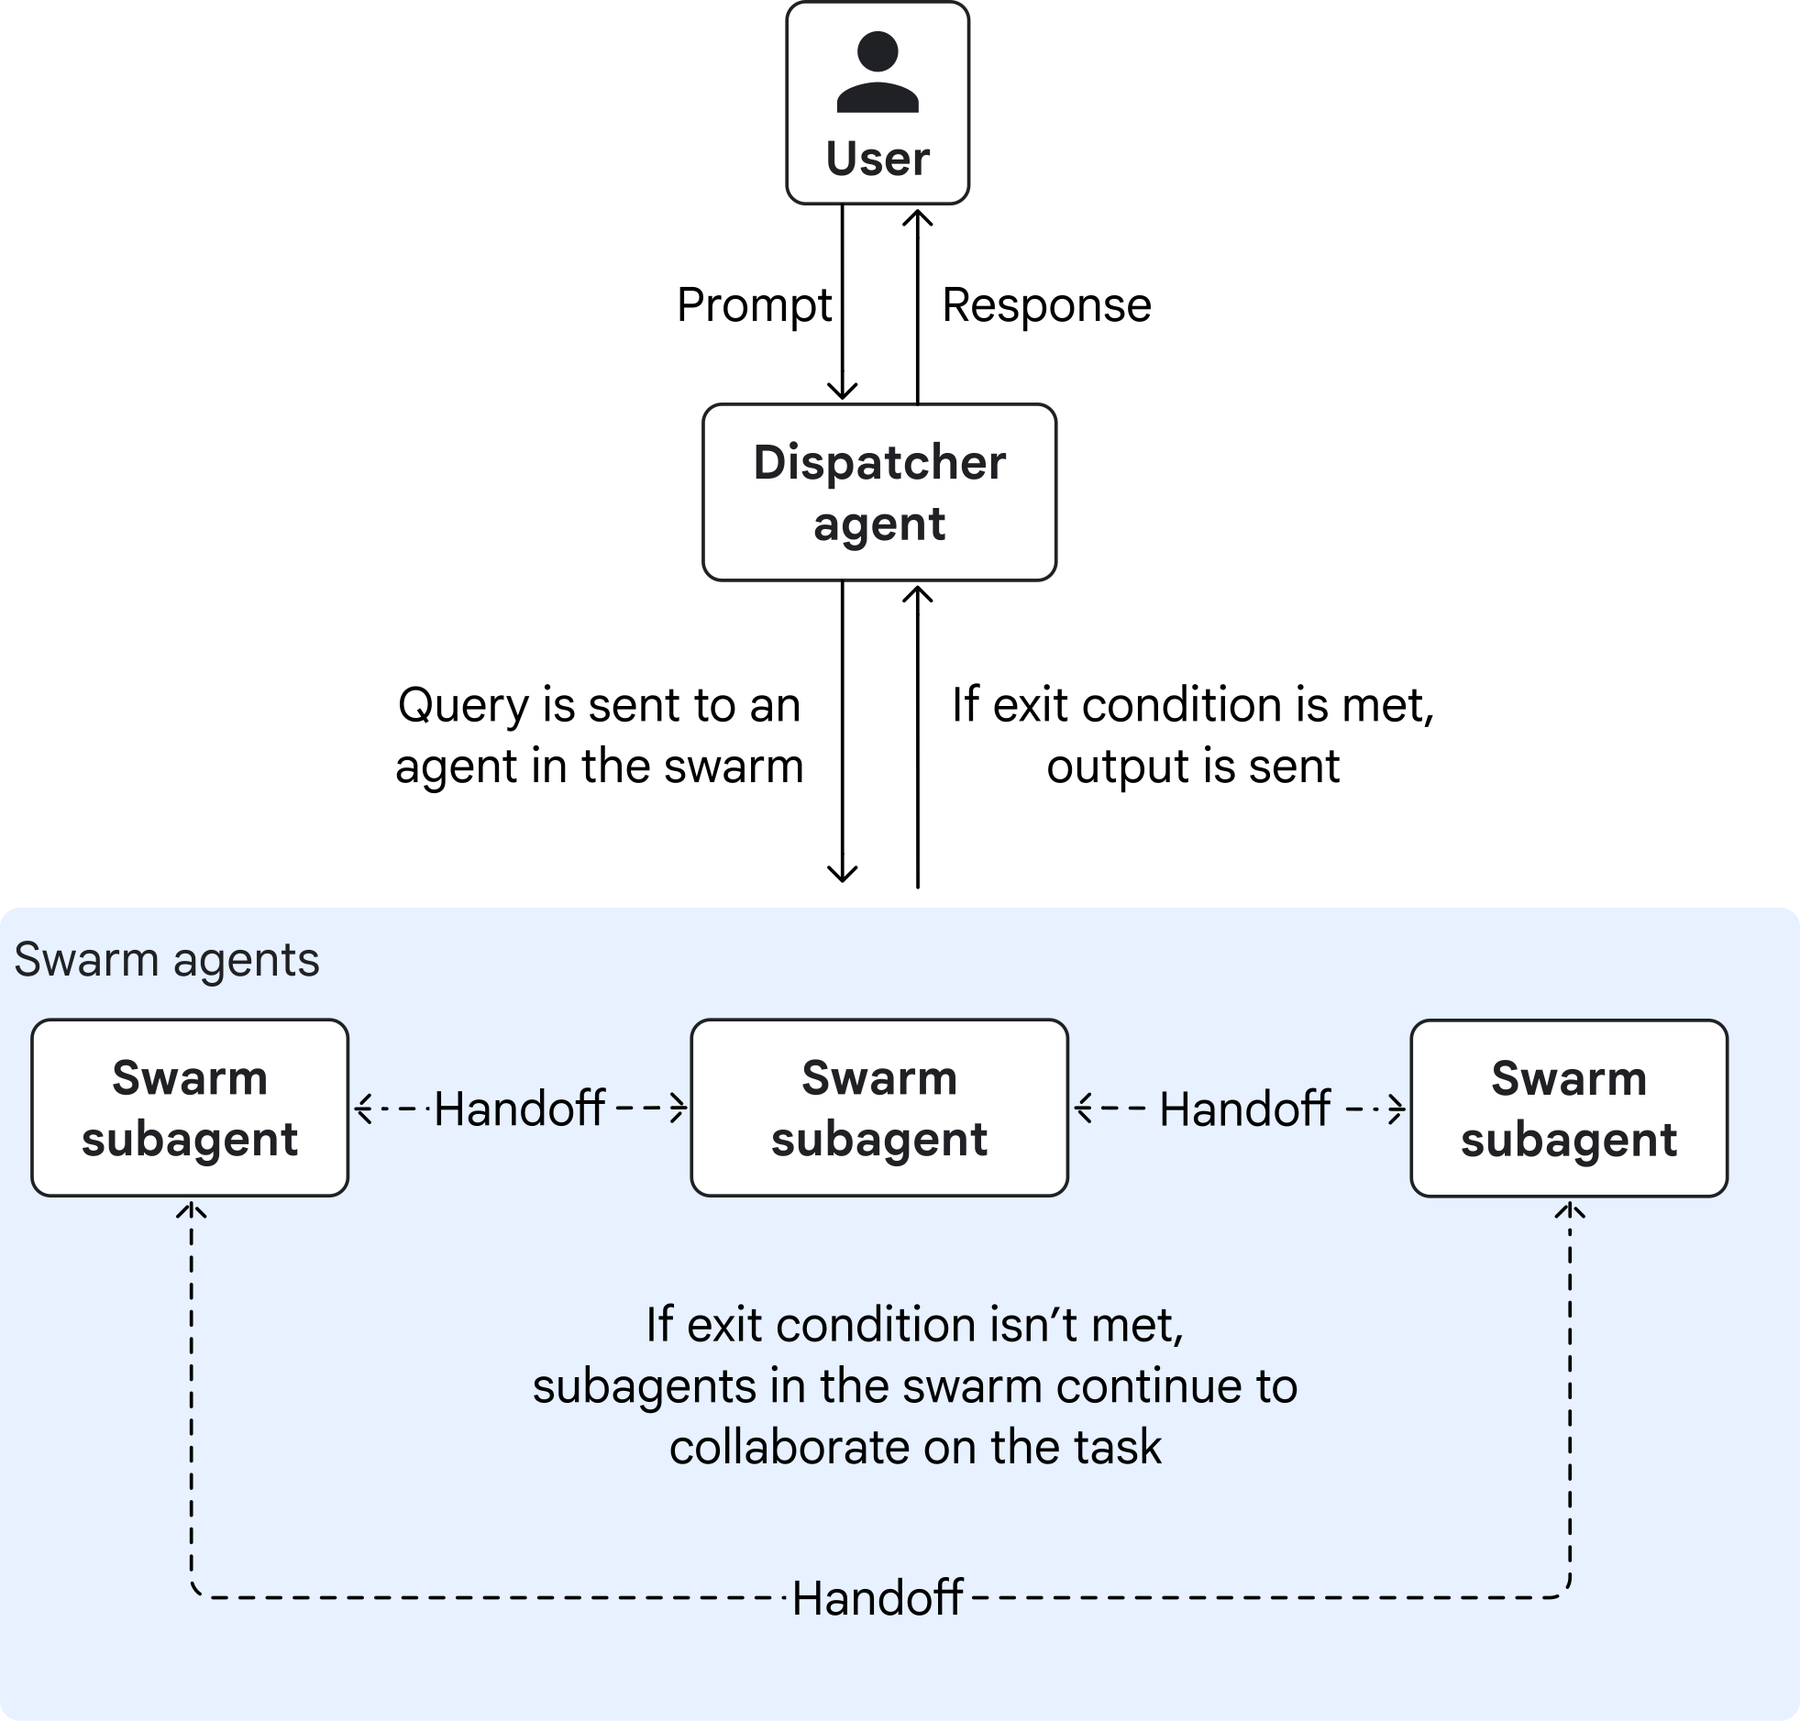 User
Prompt
Response
Dispatcher
agent
Query is sent to an
agent in the swarm
If exit condition is met,
output is sent
Swarm agents
Swarm
subagent
Handoff
Swarm
subagent
Handoff
Swarm
subagent
If exit condition isn’t met,
subagents in the swarm continue to
collaborate on the task
Handoff